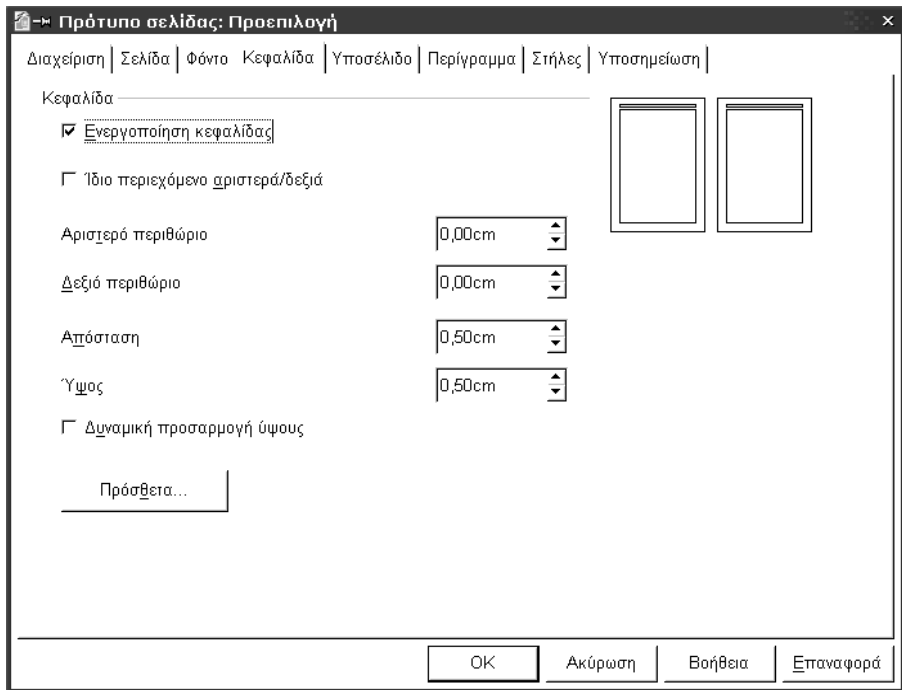 Πρότυπο σελίδας: Προεπιλογή
Διαχείριση Σελίδα Φόντο Κεφαλίδα Υποσέλιδο Περίγραμμα Στήλες Υποσημείωση
Κεφαλίδα
Ενεργοποίηση κεφαλίδας
Ίδιο περιεχόμενο αριστερά/δεξιά
Αριστερό περιθώριο 0,00cm
Δεξιό περιθώριο 0,00cm
Απόσταση 0,50cm
Ύψος 0,50cm
Δυναμική προσαρμογή ύψους
Πρόσθετα...
OK Ακύρωση Βοήθεια Επαναφορά